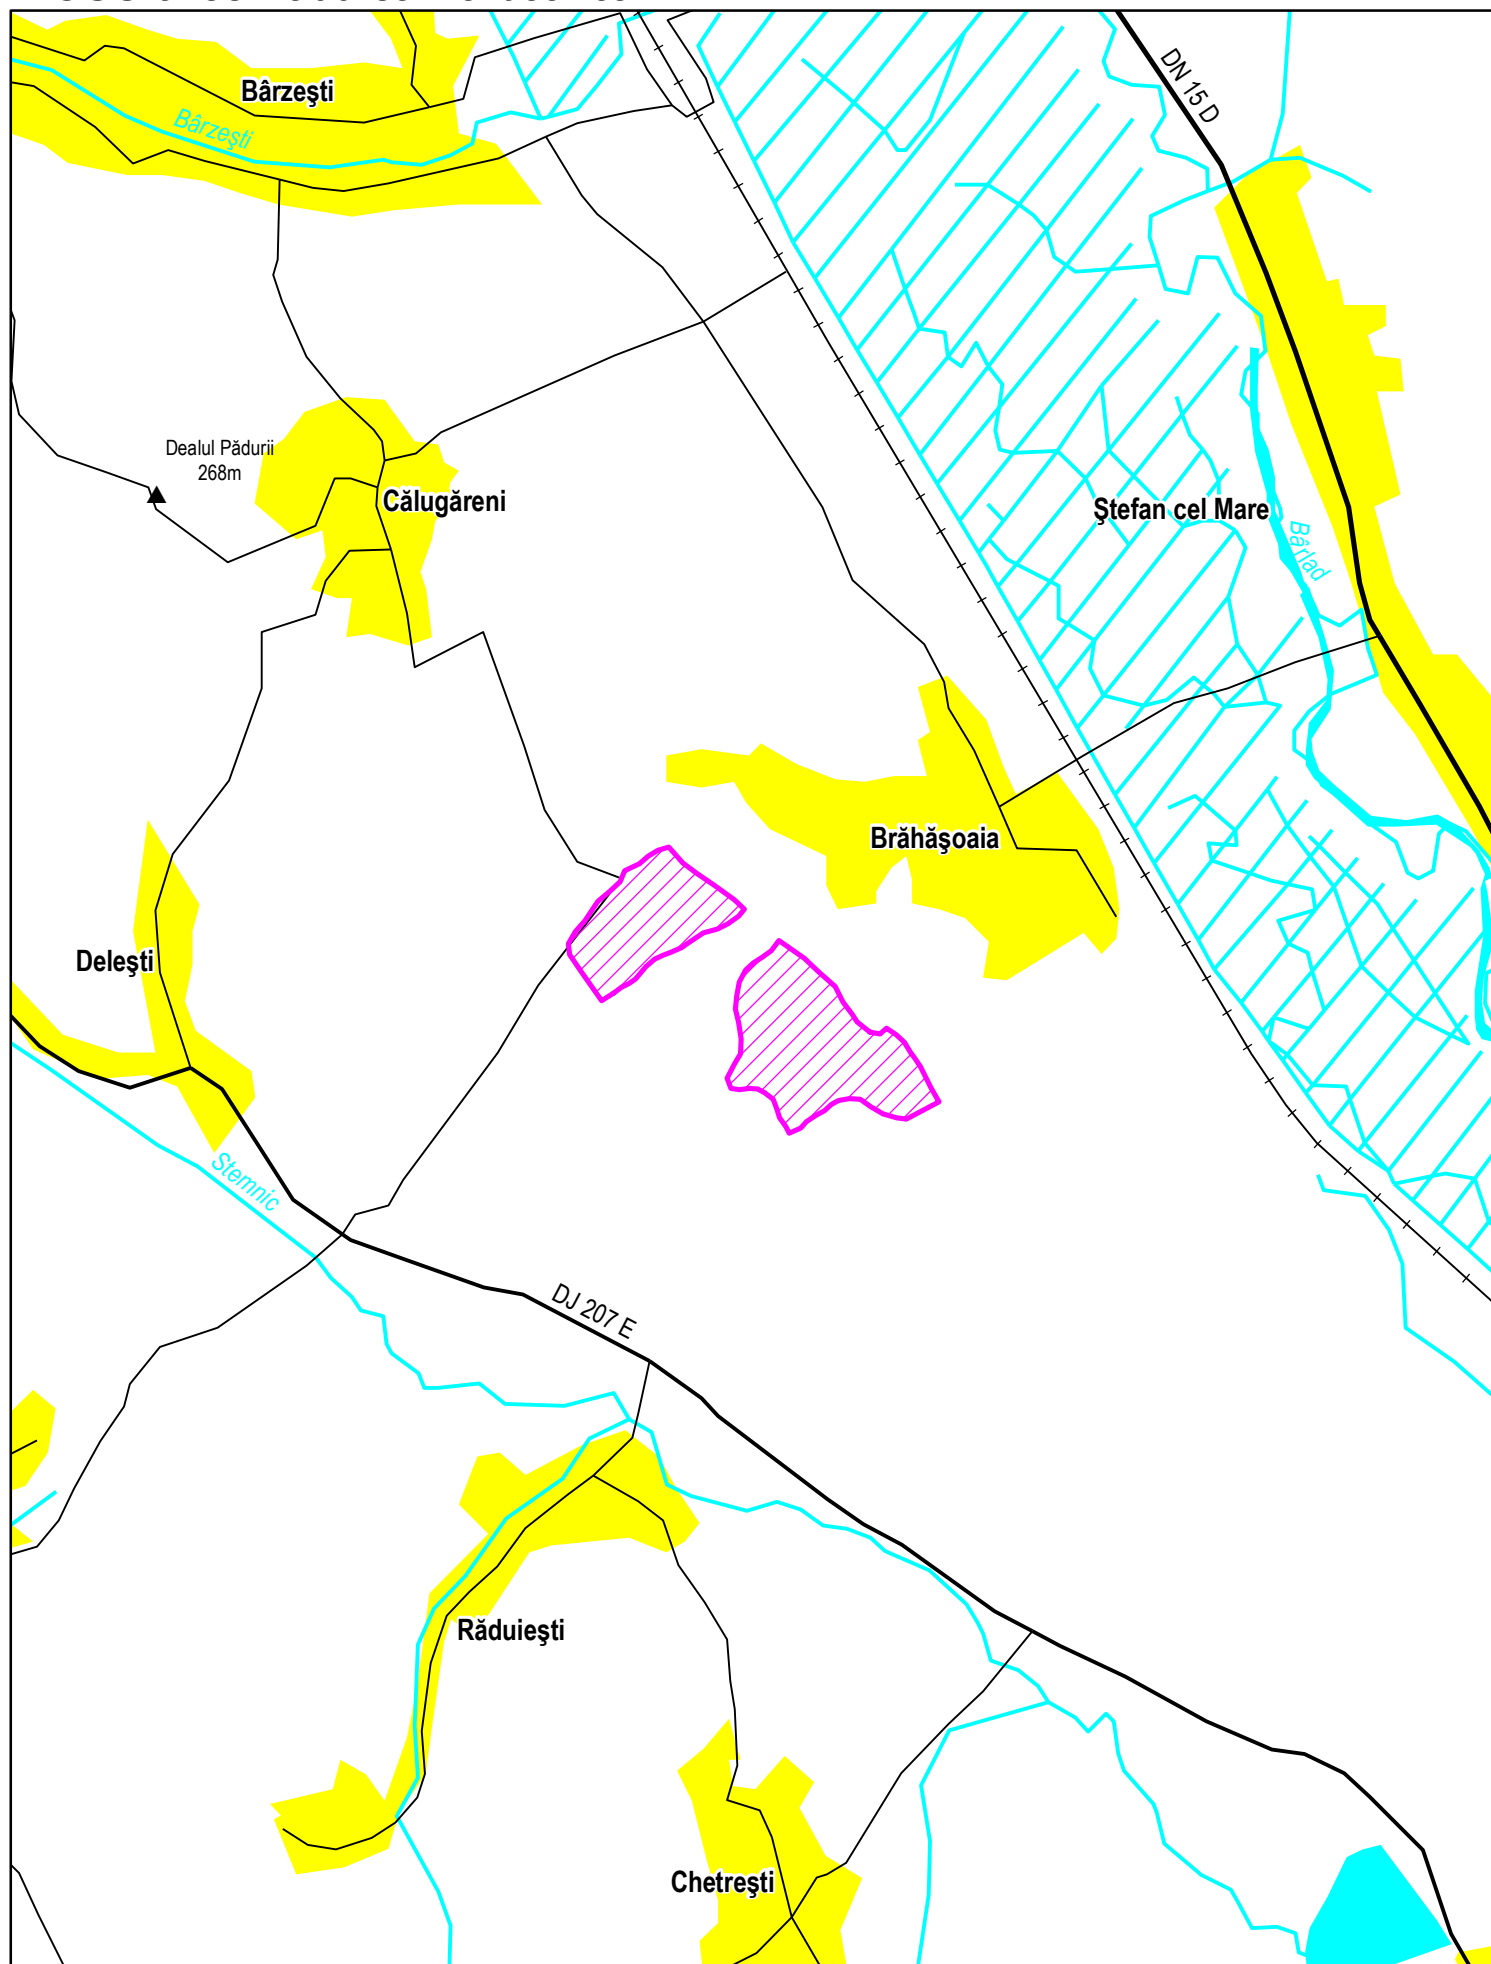 DN 15 D
Bârzeşti
Bârzeşti
Dealul Pădurii
268m
Călugăreni
Ştefan cel Mare
Bârlad
Brăhăşoaia
Deleşti
Stemnic
DJ 207 E
Răduieşti
Chetreşti